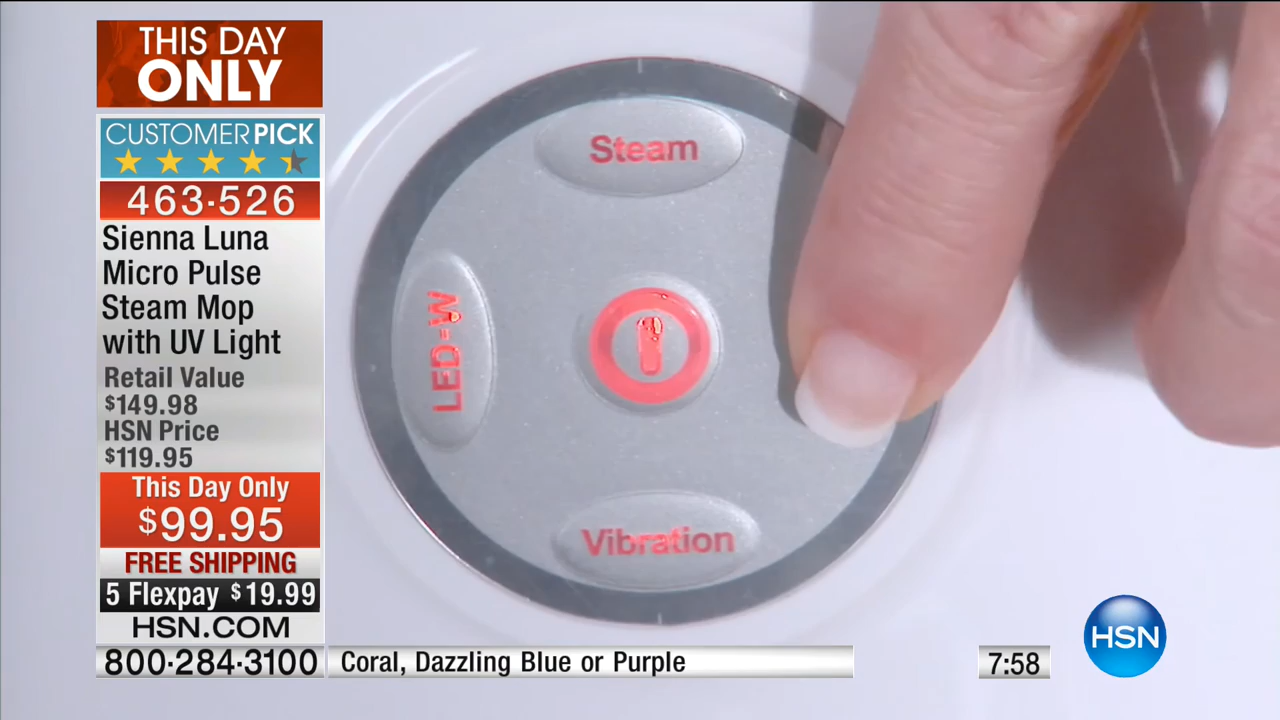 THIS DAY
ONLY
CUSTOMER PICK
463-526
Sienna Luna
Micro Pulse
Steam Mop
with UV Light
Retail Value
$149.98
HSN Price
$119.95
This Day Only
$99.95
FREE SHIPPING
5 Flexpay $19.99
HSN.COM
800-284-3100
Coral, Dazzling Blue or Purple
7:58
HSN
Steam
LED-W
Vibration